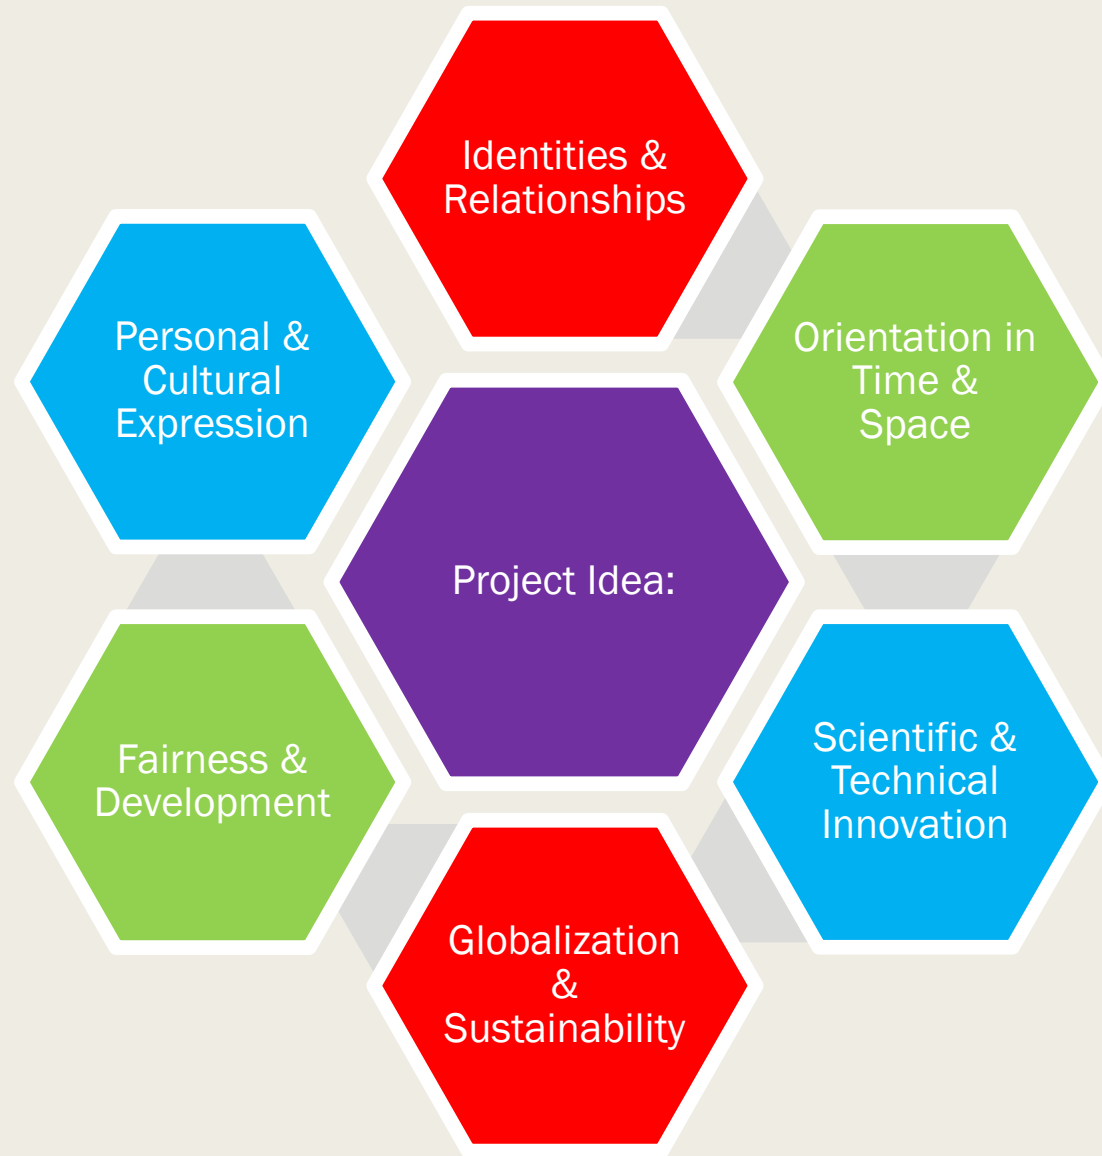 Identities &
Relationships
Personal &
Cultural
Expression
Orientation in
Time &
Space
Project Idea:
Fairness &
Development
Scientific &
Technical
Innovation
Globalization
&
Sustainability